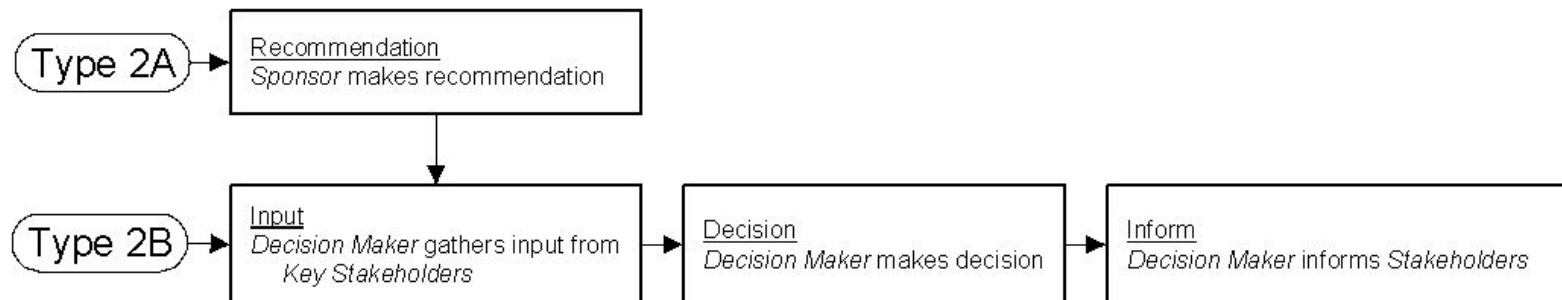 Type 2A
Recommendation
Sponsor makes recommendation
Type 2B
Input
Decision Maker gathers input from
Key Stakeholders
Decision
Decision Maker makes decision
Inform
Decision Maker informs Stakeholders